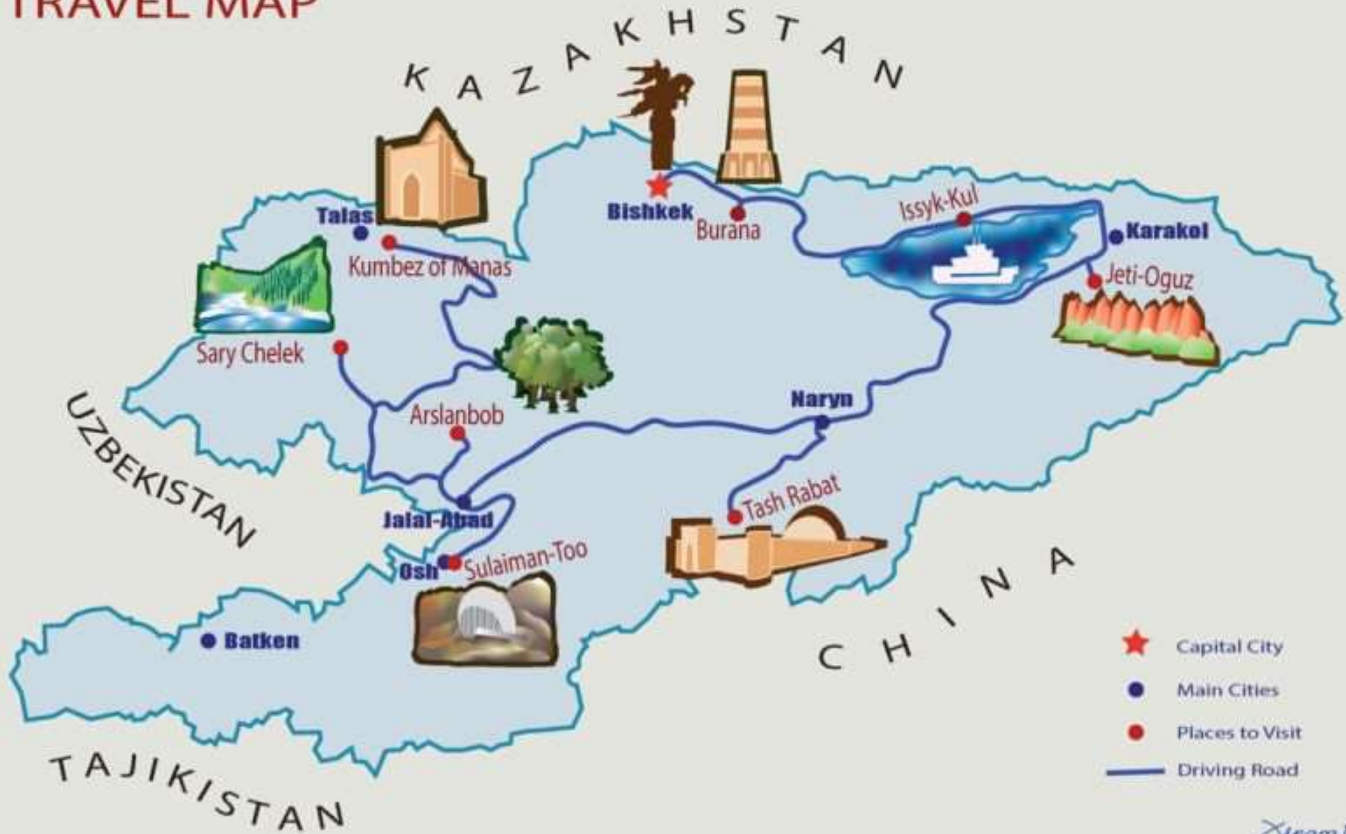 TRAVEL MAP
KAZAKHSTAN
Talas
Kumbez of Manas
Bishkek
Burana
Issyk-Kul
Karakol
Jeti-Oguz
Sary Chelek
Arslanbob
Naryn
UZBEKISTAN
Jalal-Abad
Tash Rabat
Osh
Sulaiman-Too
CHINA
Batken
TAJIKISTAN
Capital City
Main Cities
Places to Visit
Driving Road